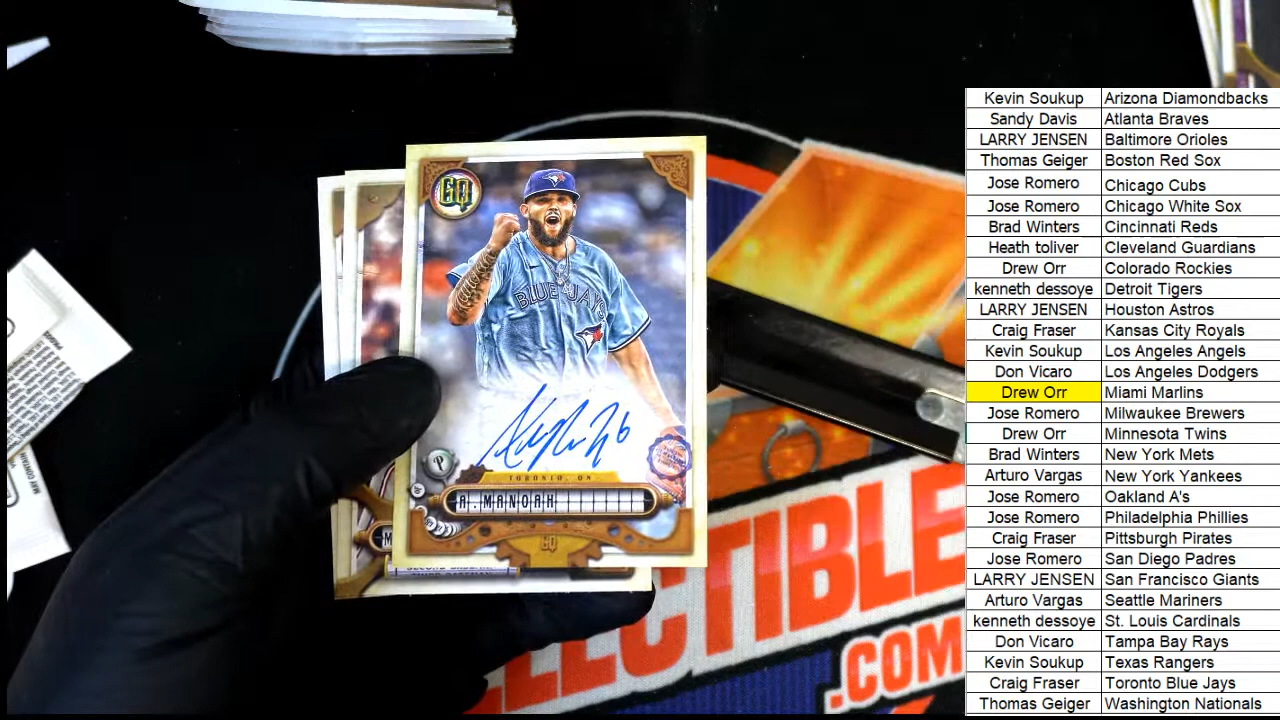 Kevin Soukup Arizona Diamondbacks
Sandy Davis Atlanta Braves
LARRY JENSEN Baltimore Orioles
Thomas Geiger Boston Red Sox
Jose Romero Chicago Cubs
Jose Romero Chicago White Sox
Brad Winters Cincinnati Reds
Heath toliver Cleveland Guardians
Drew Orr Colorado Rockies
kenneth dessoye Detroit Tigers
LARRY JENSEN Houston Astros
Craig Fraser Kansas City Royals
Kevin Soukup Los Angeles Angels
Don Vicaro Los Angeles Dodgers
Drew Orr Miami Marlins
Jose Romero Milwaukee Brewers
Drew Orr Minnesota Twins
Brad Winters New York Mets
Arturo Vargas New York Yankees
Jose Romero Oakland A's
Jose Romero Philadelphia Phillies
Craig Fraser Pittsburgh Pirates
Jose Romero San Diego Padres
LARRY JENSEN San Francisco Giants
Arturo Vargas Seattle Mariners
kenneth dessoye St. Louis Cardinals
Don Vicaro Tampa Bay Rays
Kevin Soukup Texas Rangers
Craig Fraser Toronto Blue Jays
Thomas Geiger Washington Nationals
GQ
BLUE JAYS
P
TORONTO, ON
A. MANOAH
GQ
SECOND BASEMAN
LECTIBLE
.COM
MAY CONTAIN